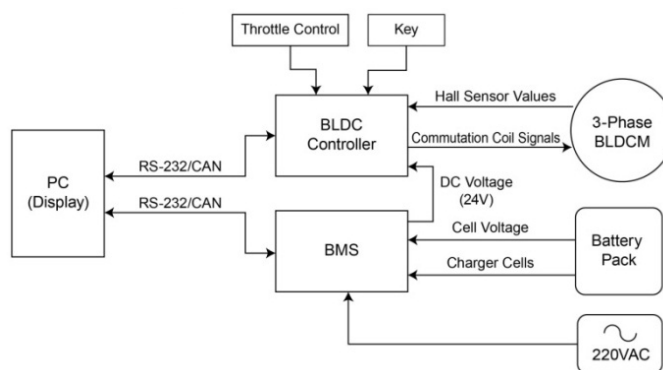 Throttle Control
Key
Hall Sensor Values
BLDC
Controller
3-Phase
BLDCM
Commutation Coil Signals
RS-232/CAN
PC
(Display)
DC Voltage
(24V)
RS-232/CAN
Cell Voltage
BMS
Battery
Pack
Charger Cells
220VAC